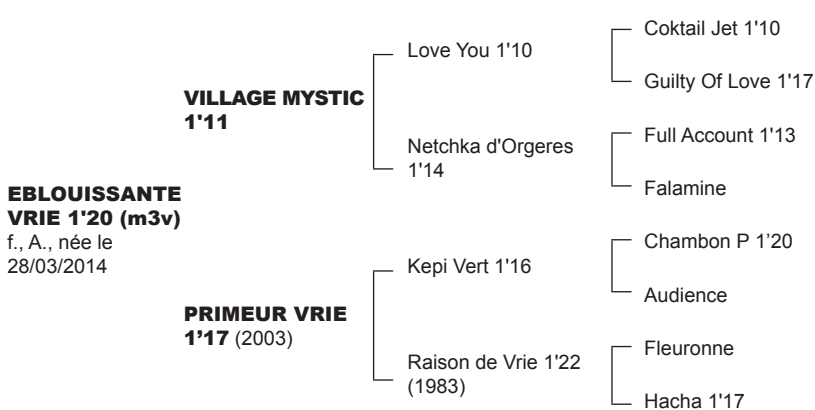 EBLOUISSANTE
VRIE 1'20 (m3v)
f., A., née le
28/03/2014
VILLAGE MYSTIC
1'11
PRIMEUR VRIE
1’17 (2003)
Love You 1'10
Netchka d'Orgeres
1'14
Kepi Vert 1'16
Raison de Vrie 1'22
(1983)
Coktail Jet 1'10
Guilty Of Love 1'17
Full Account 1'13
Falamine
Chambon P 1’20
Audience
Fleuronne
Hacha 1'17